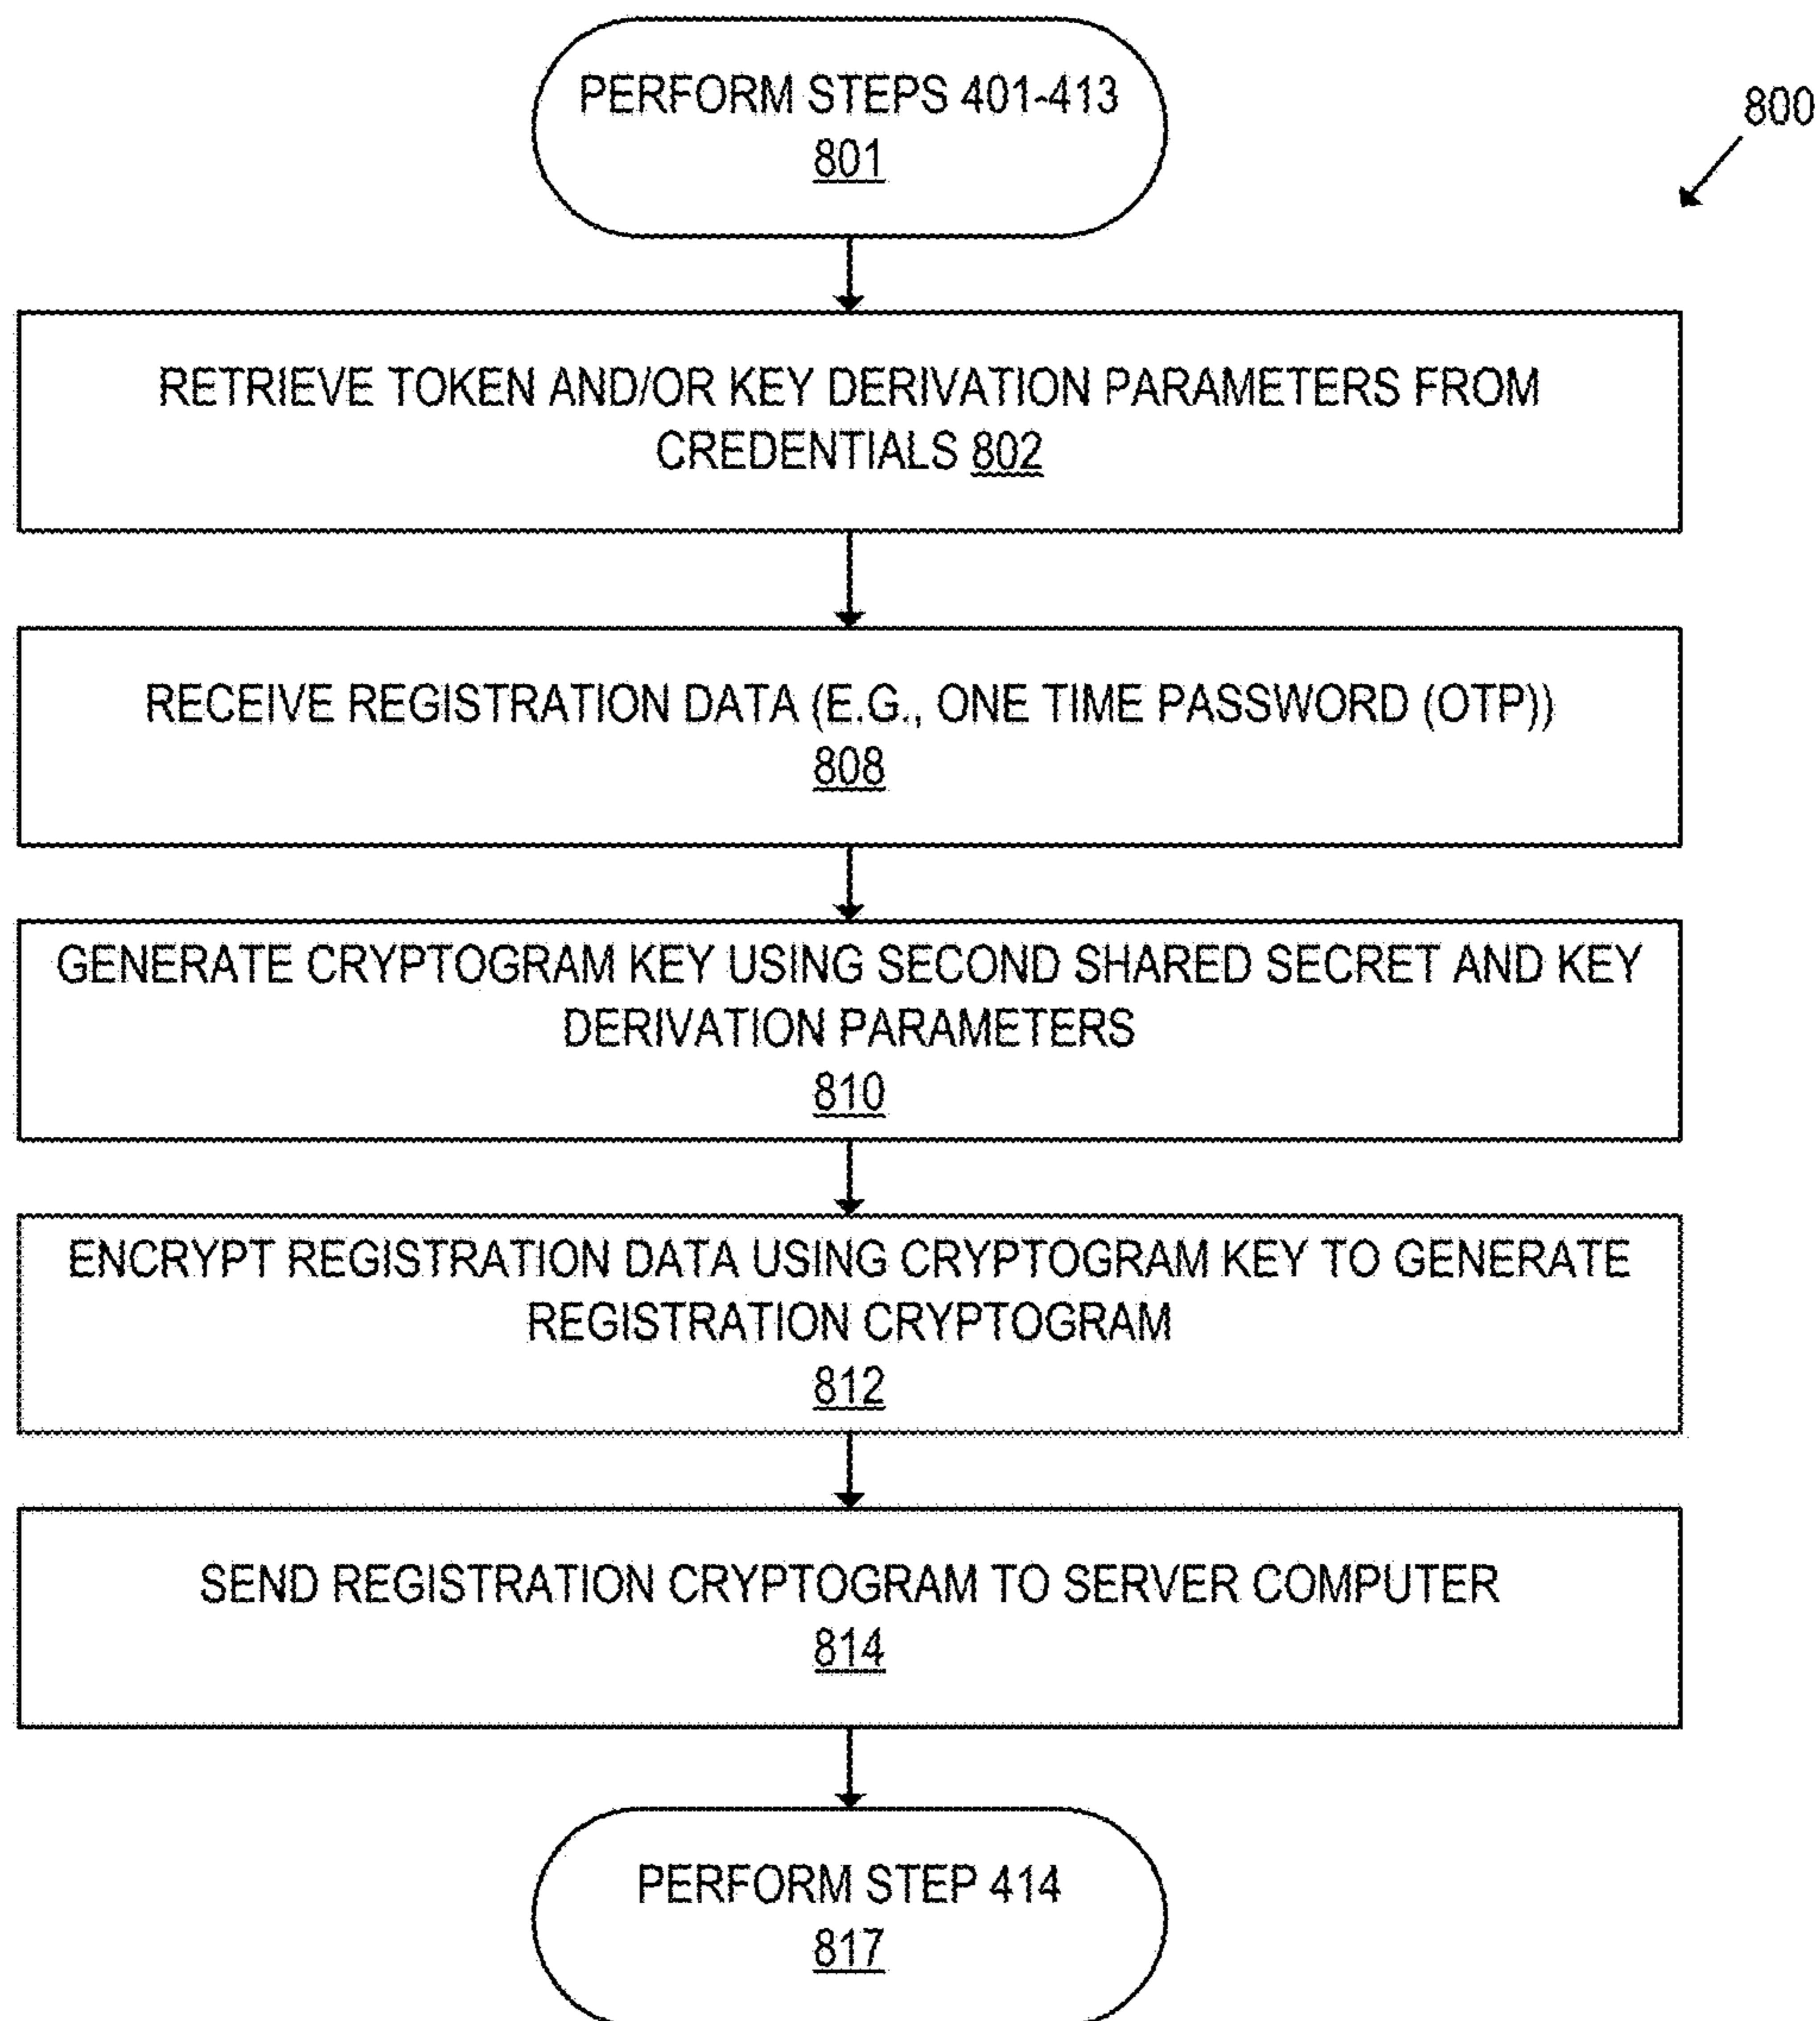 PERFORM STEPS 401-413
801
800
RETRIEVE TOKEN AND/OR KEY DERIVATION PARAMETERS FROM
CREDENTIALS 802
RECEIVE REGISTRATION DATA (E.G., ONE TIME PASSWORD (OTP))
808
GENERATE CRYPTOGRAM KEY USING SECOND SHARED SECRET AND KEY
DERIVATION PARAMETERS
810
ENCRYPT REGISTRATION DATA USING CRYPTOGRAM KEY TO GENERATE
REGISTRATION CRYPTOGRAM
812
SEND REGISTRATION CRYPTOGRAM TO SERVER COMPUTER
814
PERFORM STEP 414
817